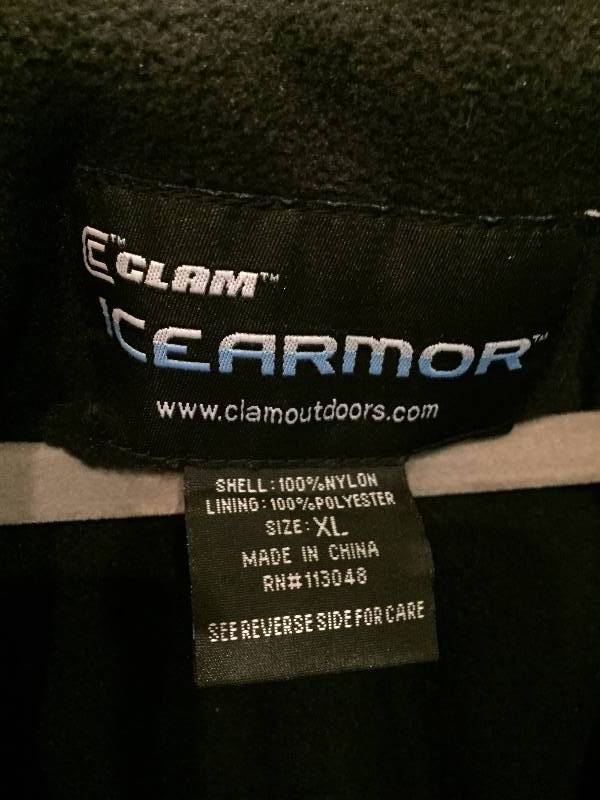 CLAM™
ICEARMOR™
www.clamoutdoors.com
SHELL:100%NYLON
LINING:100%POLYESTER
SIZE:XL
MADE IN CHINA
RN#113048
SEE REVERSE SIDE FOR CARE